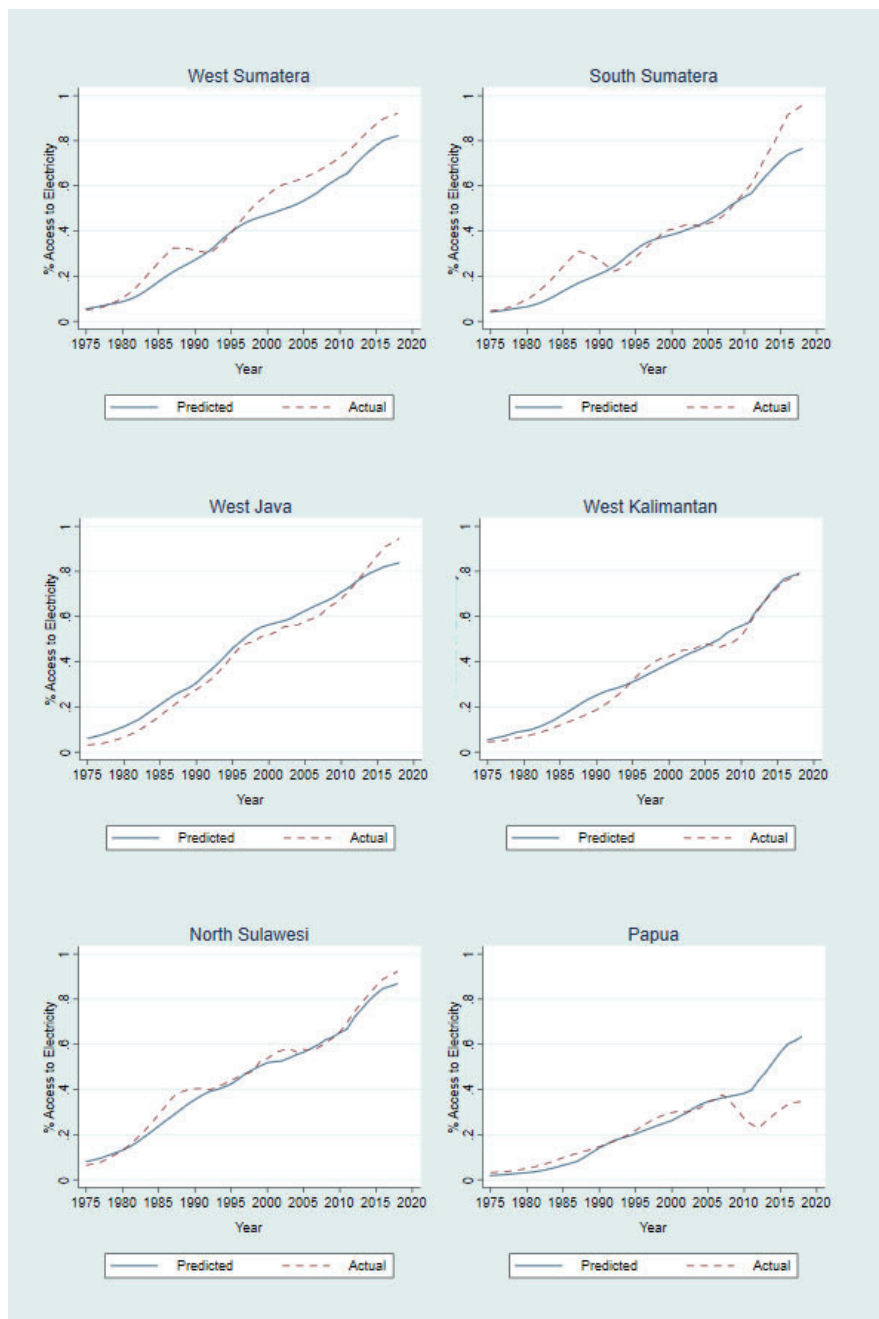 West Sumatera
% Access to Electricity
1
.8
.6
.4
.2
0
1975 1980 1985 1990 1995 2000 2005 2010 2015 2020
Year
Predicted Actual
South Sumatera
% Access to Electricity
1
.8
.6
.4
.2
0
1975 1980 1985 1990 1995 2000 2005 2010 2015 2020
Year
Predicted Actual
West Java
% Access to Electricity
1
.8
.6
.4
.2
0
1975 1980 1985 1990 1995 2000 2005 2010 2015 2020
Year
Predicted Actual
West Kalimantan
1
.8
.6
.4
.2
0
1975 1980 1985 1990 1995 2000 2005 2010 2015 2020
Year
Predicted Actual
North Sulawesi
% Access to Electricity
1
.8
.6
.4
.2
0
1975 1980 1985 1990 1995 2000 2005 2010 2015 2020
Year
Predicted Actual
Papua
% Access to Electricity
1
.8
.6
.4
.2
0
1975 1980 1985 1990 1995 2000 2005 2010 2015 2020
Year
Predicted Actual